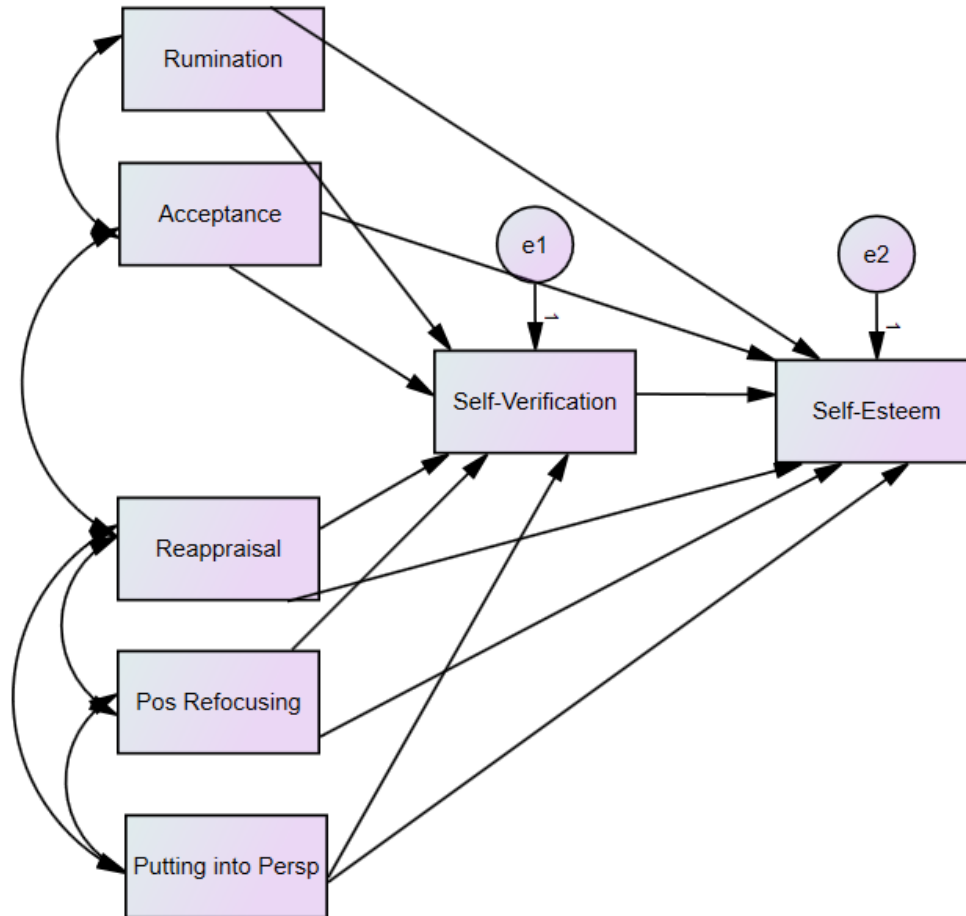 Rumination
Acceptance
e1
e2
1
1
Self-Verification
Self-Esteem
Reappraisal
Pos Refocusing
Putting into Persp